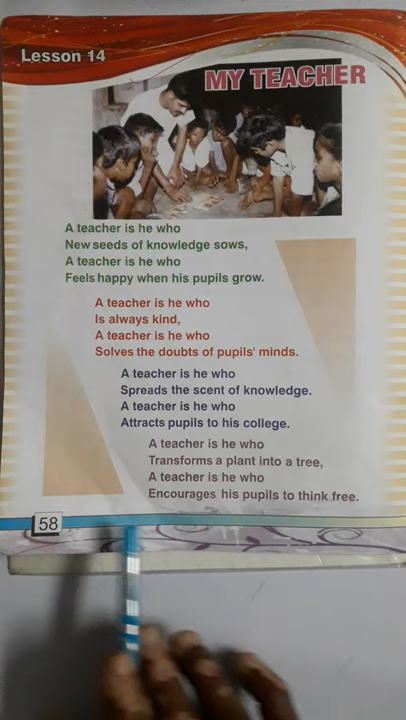 Lesson 14
MY TEACHER
A teacher is he who
New seeds of knowledge sows,
A teacher is he who
Feels happy when his pupils grow.
A teacher is he who
Is always kind,
A teacher is he who
Solves the doubts of pupils' minds.
A teacher is he who
Spreads the scent of knowledge.
A teacher is he who
Attracts pupils to his college.
A teacher is he who
Transforms a plant into a tree,
A teacher is he who
Encourages his pupils to think free.
58